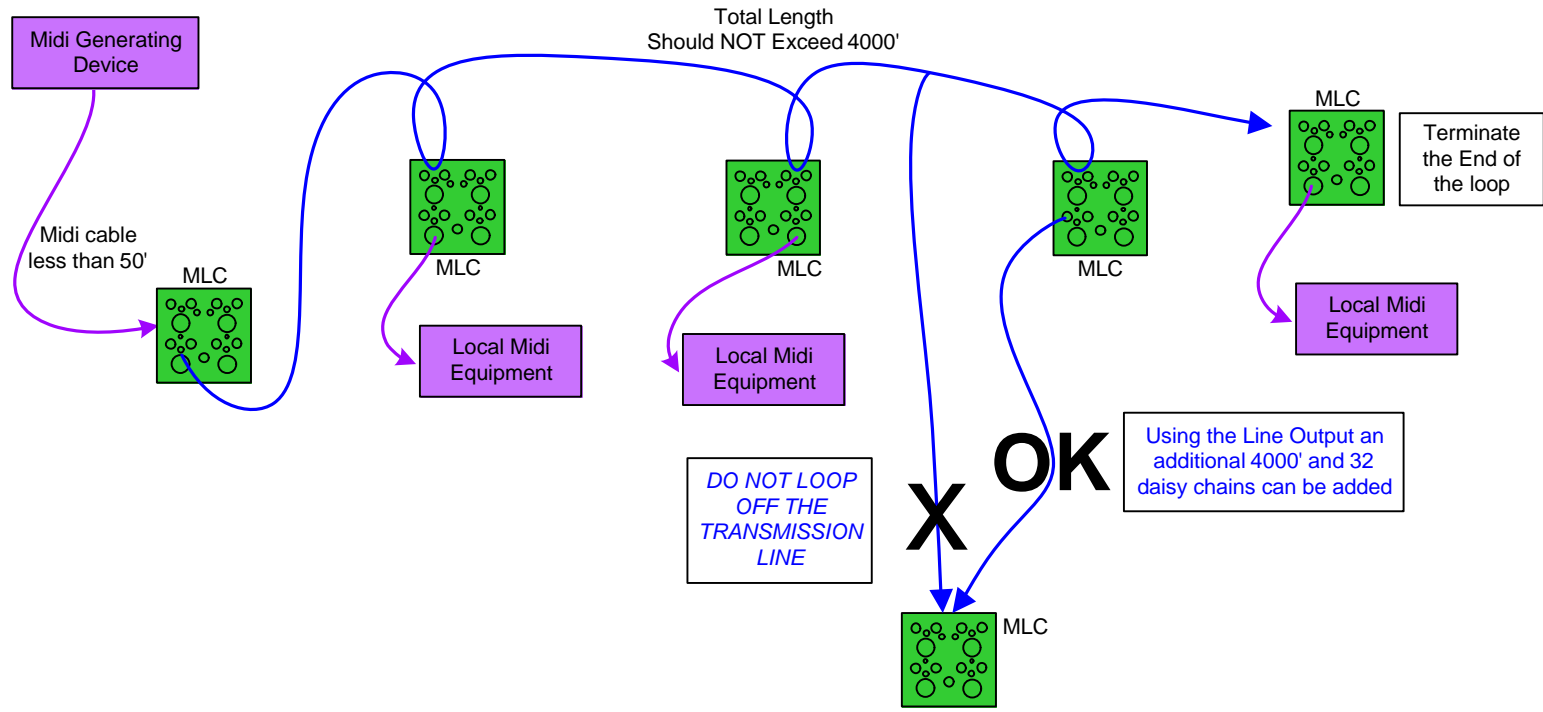 Midi Generating
Device
Total Length
Should NOT Exceed 4000'
MLC
Terminate
the End of
the loop
Midi cable
less than 50'
MLC
MLC
MLC
MLC
Local Midi
Equipment
Local Midi
Equipment
Local Midi
Equipment
DO NOT LOOP
OFF THE
TRANSMISSION
LINE
X
OK
Using the Line Output an
additional 4000' and 32
daisy chains can be added
MLC